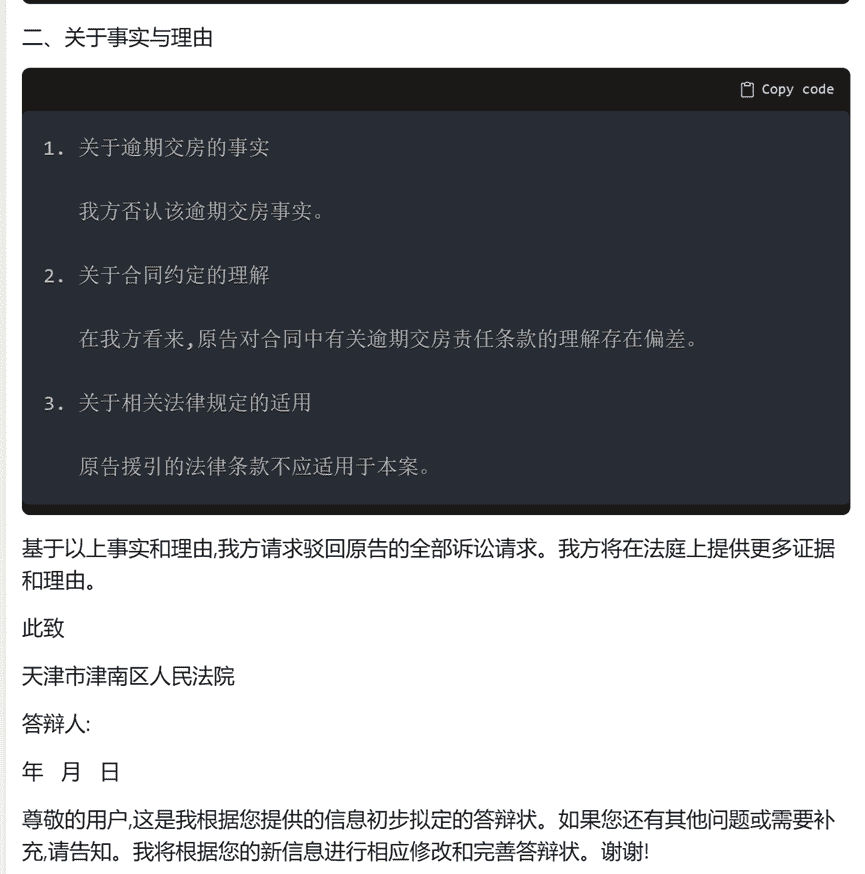 二、关于事实与理由
Copy code
1. 关于逾期交房的事实
我方否认该逾期交房事实。
2. 关于合同约定的理解
在我方看来,原告对合同中有关逾期交房责任条款的理解存在偏差。
3. 关于相关法律规定的适用
原告援引的法律条款不应适用于本案。
基于以上事实和理由,我方请求驳回原告的全部诉讼请求。我方将在法庭上提供更多证据
和理由。
此致
天津市津南区人民法院
答辩人:
年 月 日
尊敬的用户,这是我根据您提供的信息初步拟定的答辩状。如果您还有其他问题或需要补
充,请告知。我将根据您的新信息进行相应修改和完善答辩状。谢谢!